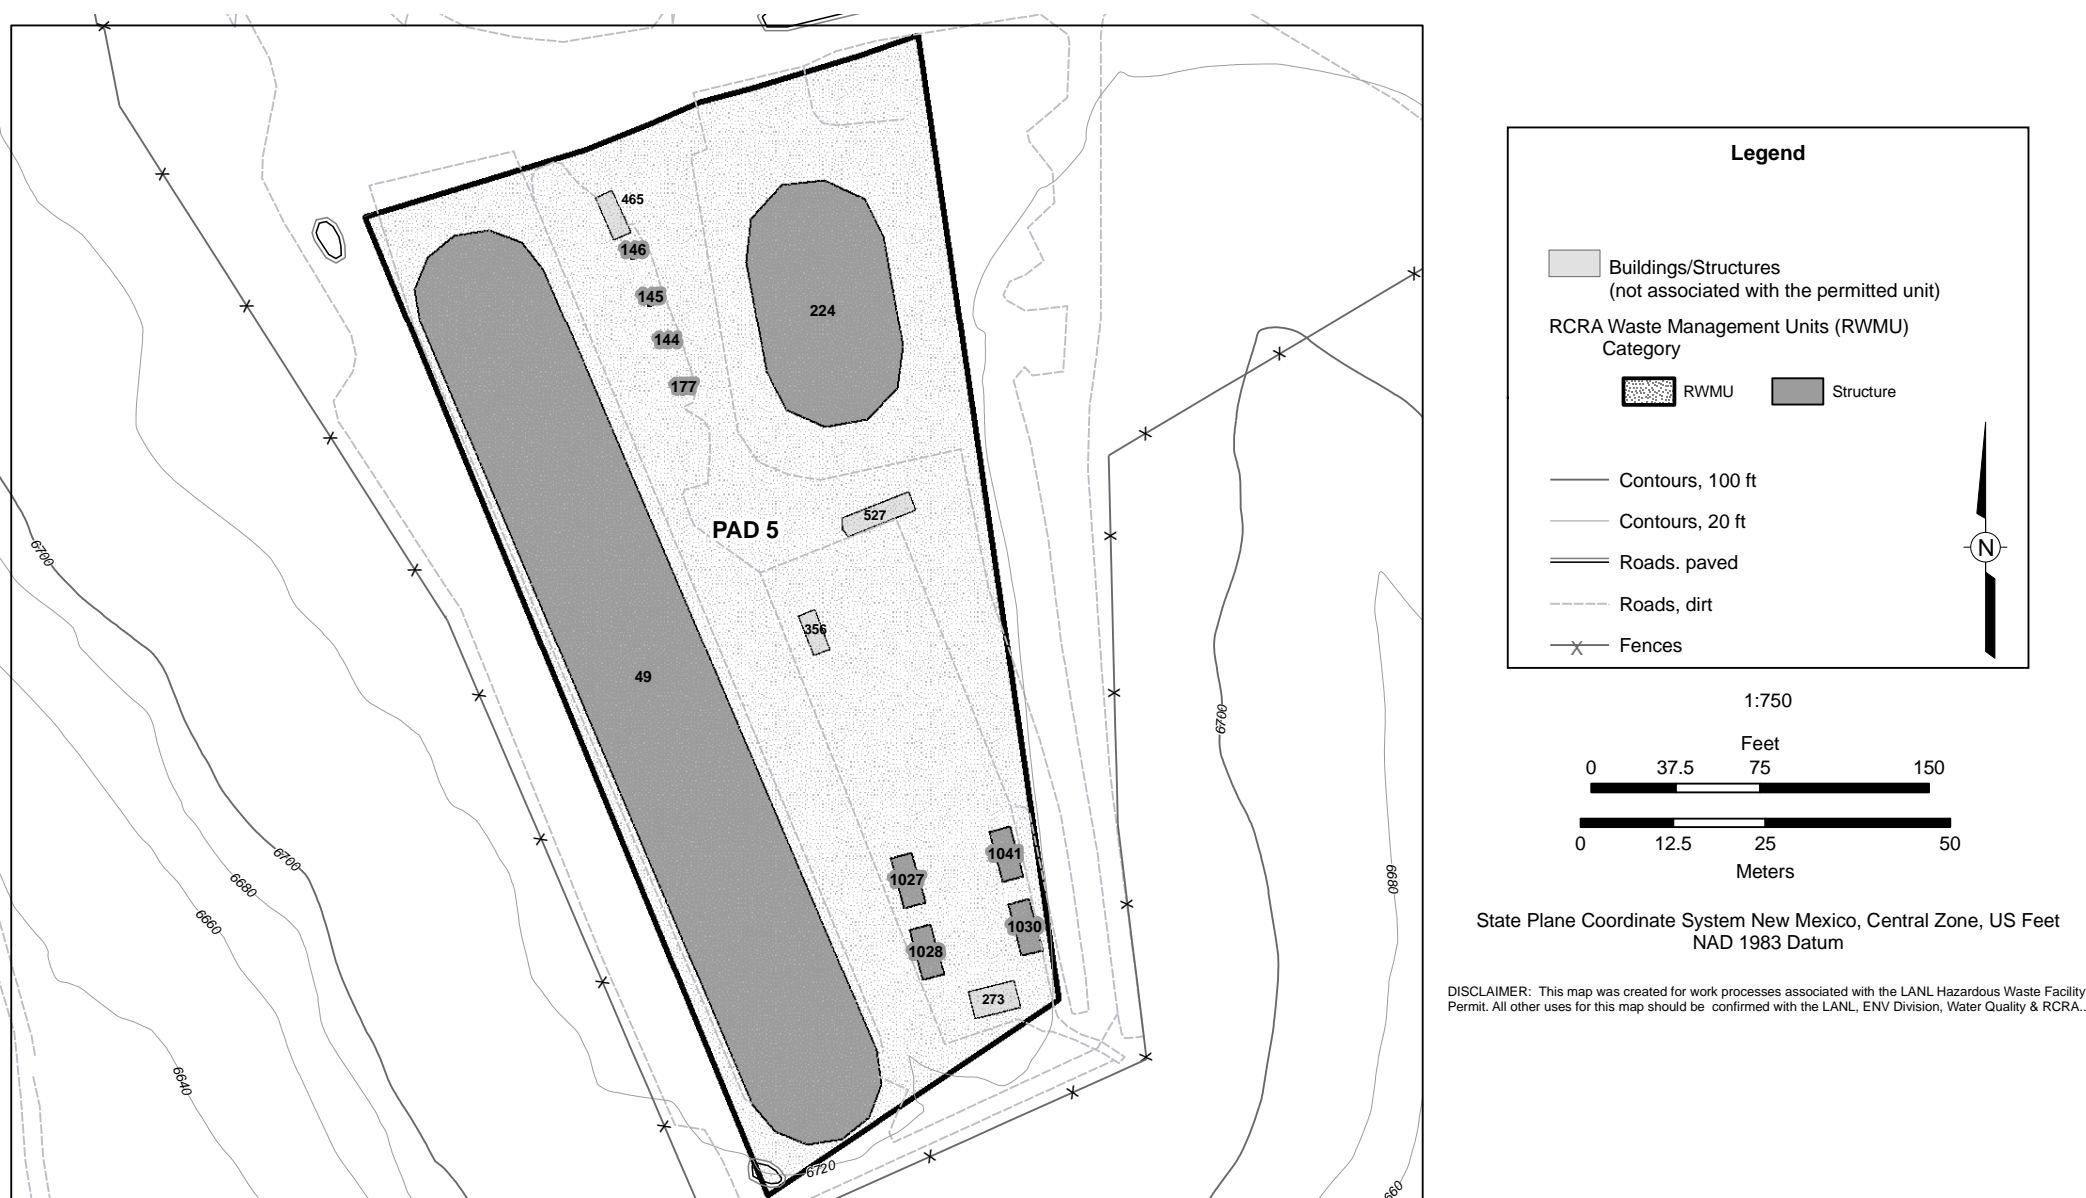 465
146
145
144
177
224
PAD 5
527
356
49
1041
1027
1030
1028
273
6700
6700
6680
6660
6640
6720
6700
6680
Legend
Buildings/Structures
(not associated with the permitted unit)
RCRA Waste Management Units (RWMU)
Category
RWMU
Structure
Contours, 100 ft
Contours, 20 ft
Roads. paved
Roads, dirt
Fences
N
1:750
Feet
0 37.5 75 150
0 12.5 25 50
Meters
State Plane Coordinate System New Mexico, Central Zone, US Feet
NAD 1983 Datum
DISCLAIMER: This map was created for work processes associated with the LANL Hazardous Waste Facility
Permit. All other uses for this map should be confirmed with the LANL, ENV Division, Water Quality & RCRA..